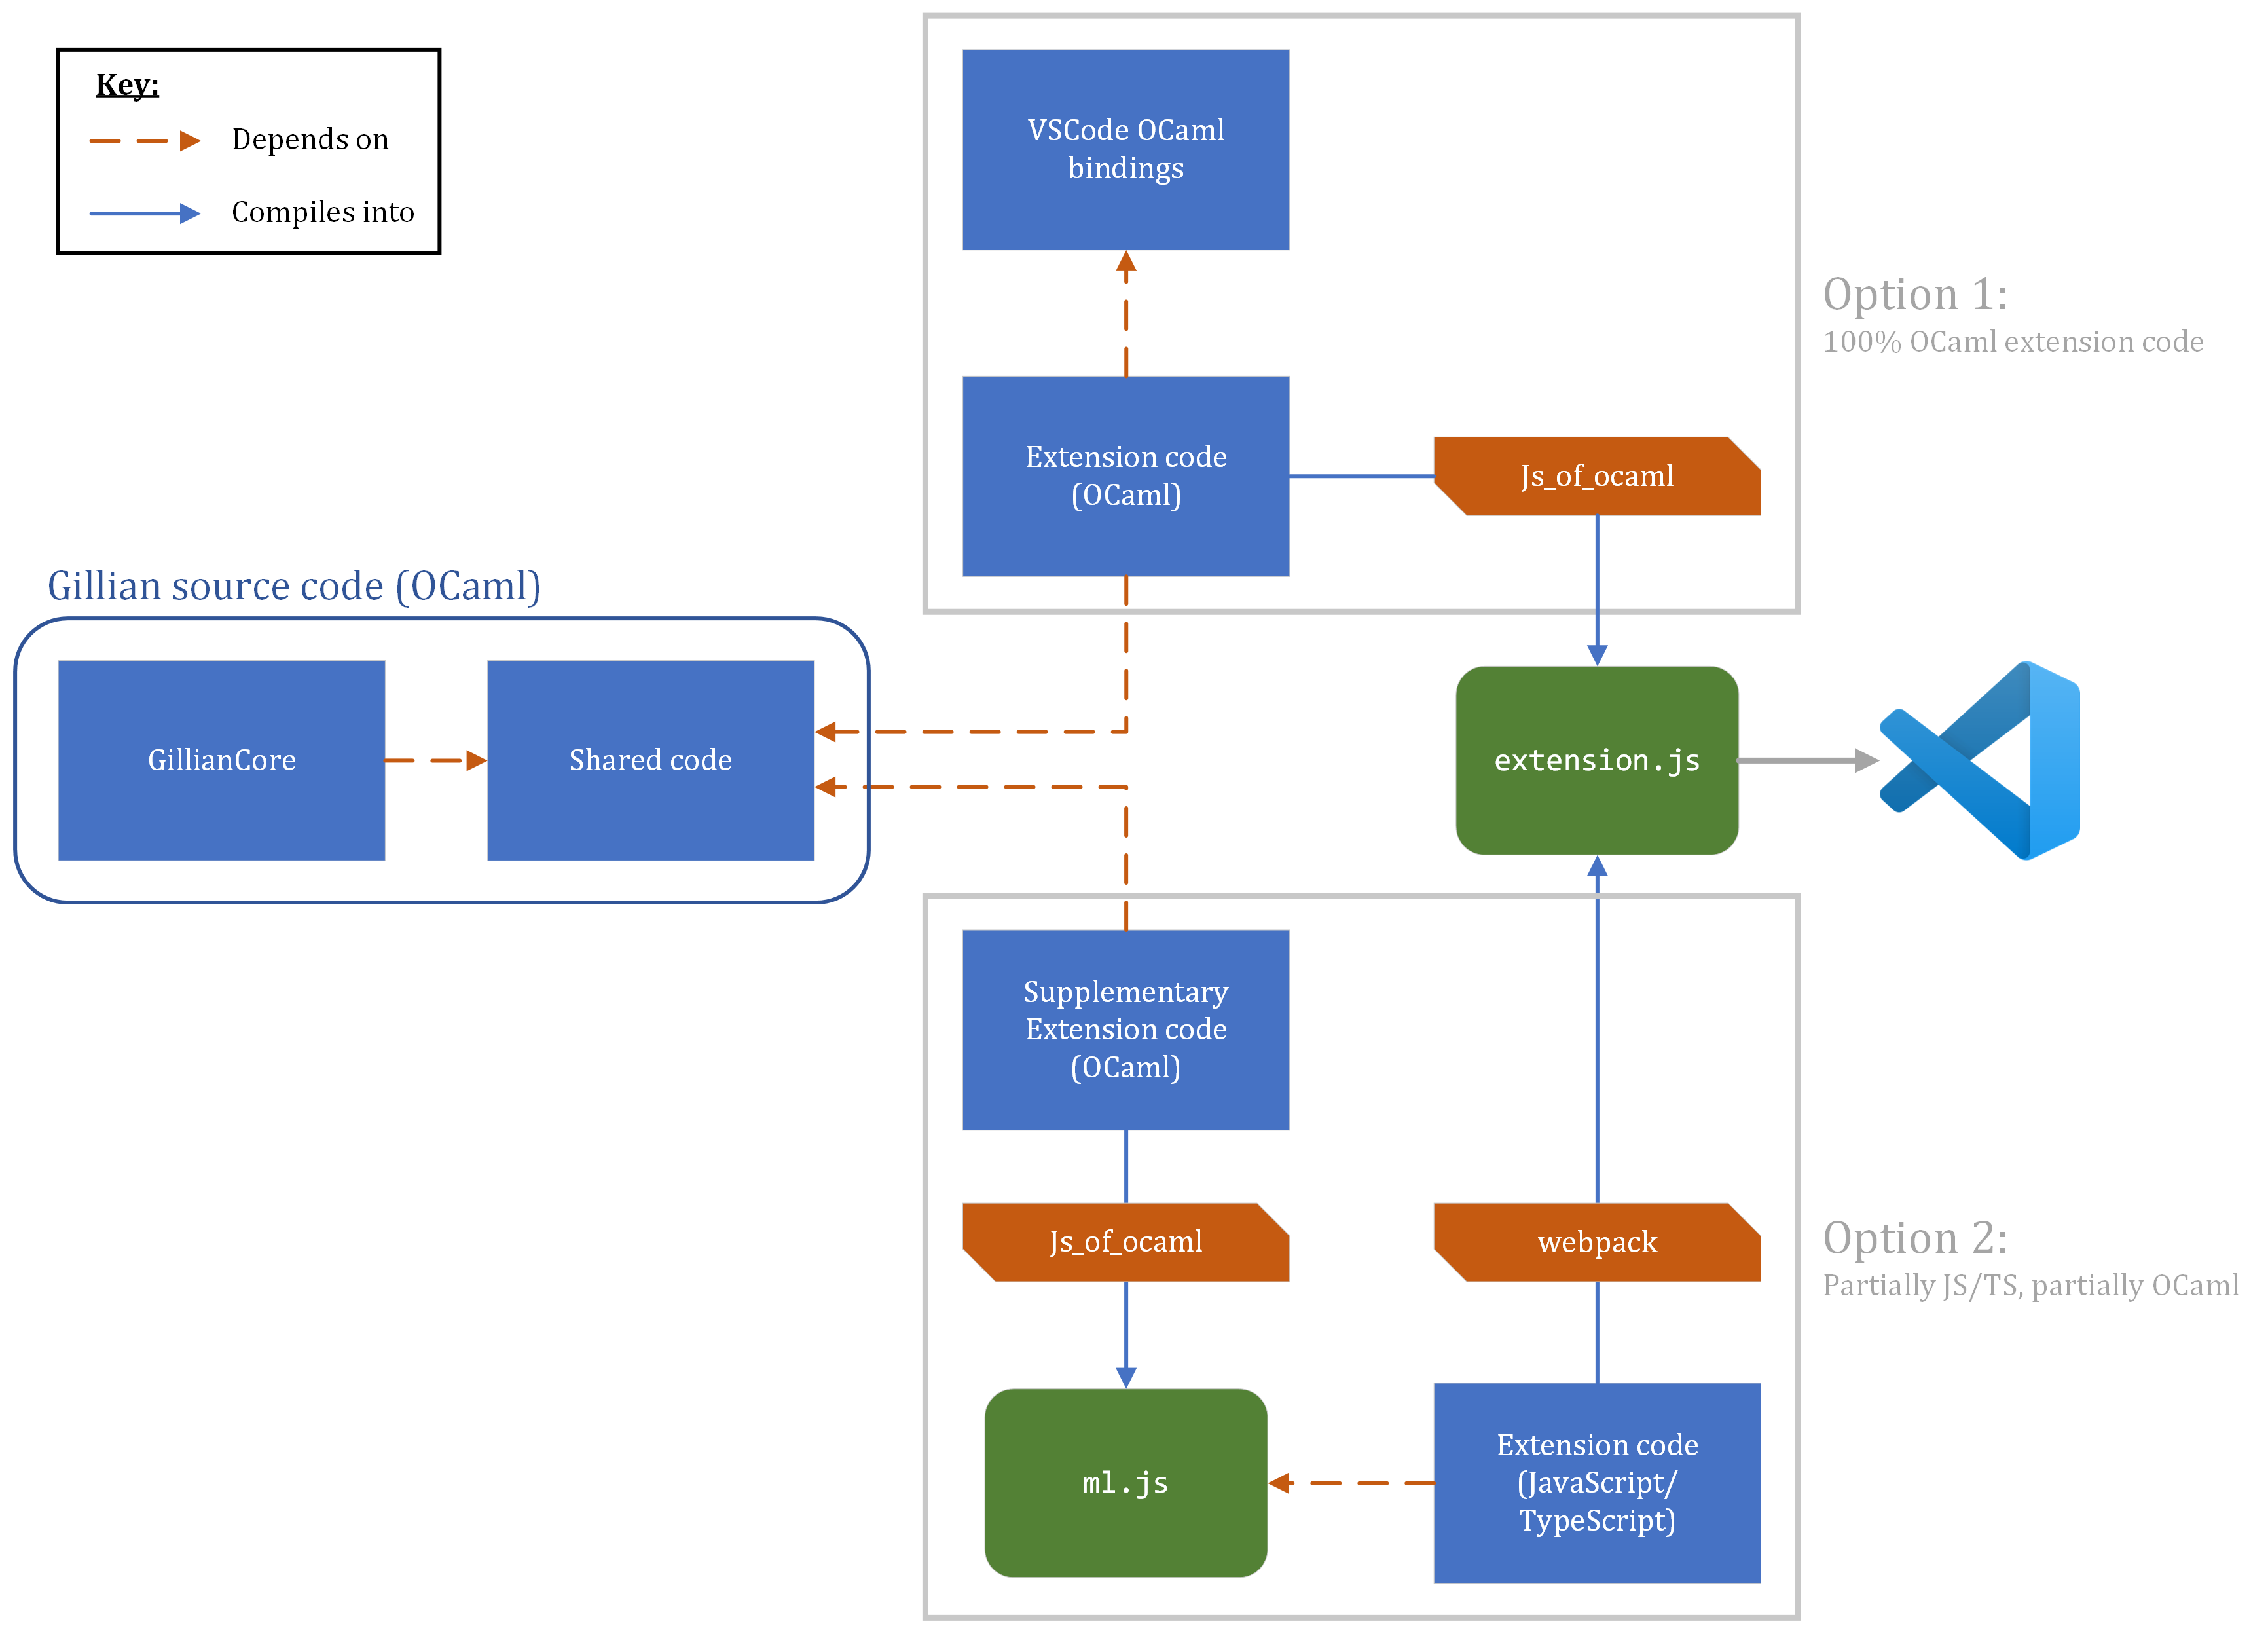 Key:
Depends on
Compiles into
VSCode OCaml
bindings
Option 1:
100% OCaml extension code
Extension code
(OCaml)
Js_of_ocaml
Gillian source code (OCaml)
GillianCore
Shared code
extension.js
Supplementary
Extension code
(OCaml)
Js_of_ocaml
webpack
Option 2:
Partially JS/TS, partially OCaml
ml.js
Extension code
(JavaScript/
TypeScript)